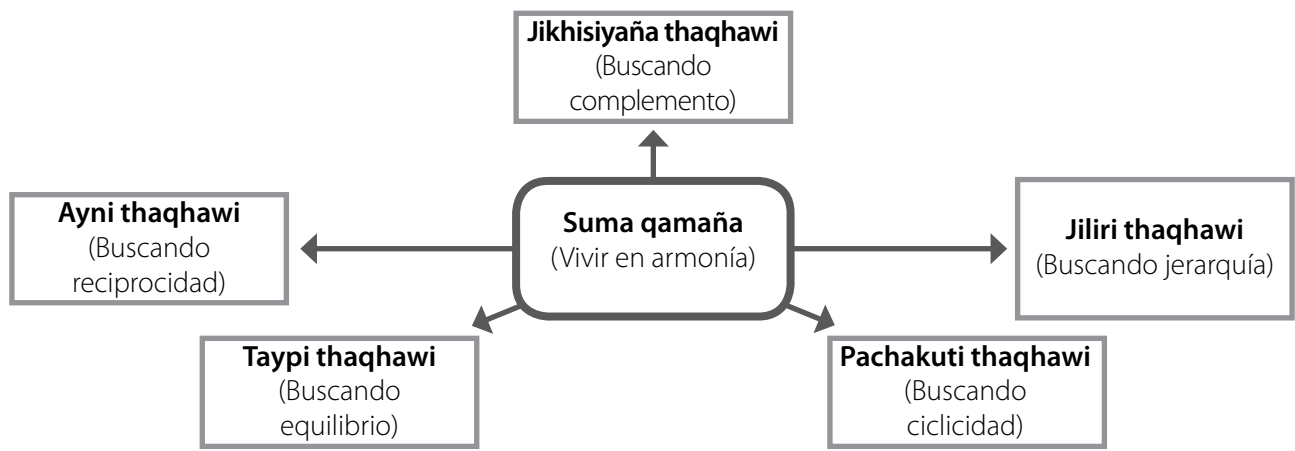 Jikhisiyaña thaqhawi
(Buscando
complemento)
Ayni thaqhawi
(Buscando
reciprocidad)
Suma qamaña
(Vivir en armonía)
Jiliri thaqhawi
(Buscando jerarquía)
Taypi thaqhawi
(Buscando
equilibrio)
Pachakuti thaqhawi
(Buscando
ciclicidad)